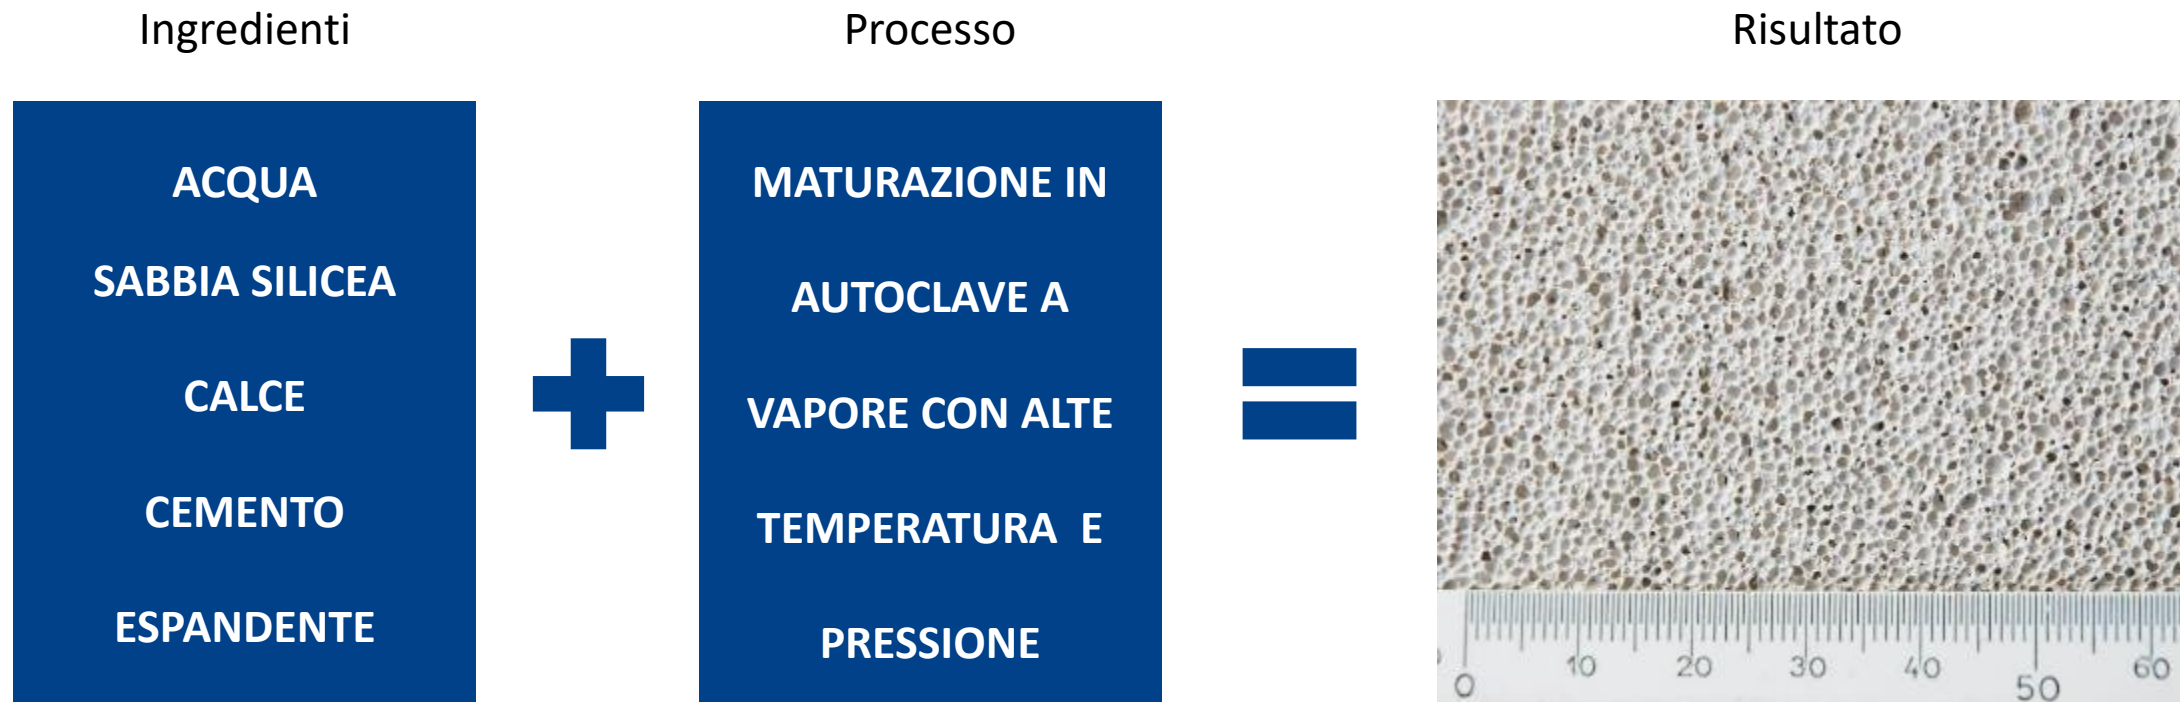 Ingredienti
ACQUA
SABBIA SILICEA
CALCE
CEMENTO
ESPANDENTE
Processo
MATURAZIONE IN
AUTOCLAVE A
VAPORE CON ALTE
TEMPERATURA E
PRESSIONE
Risultato
0 10 20 30 40 50 60